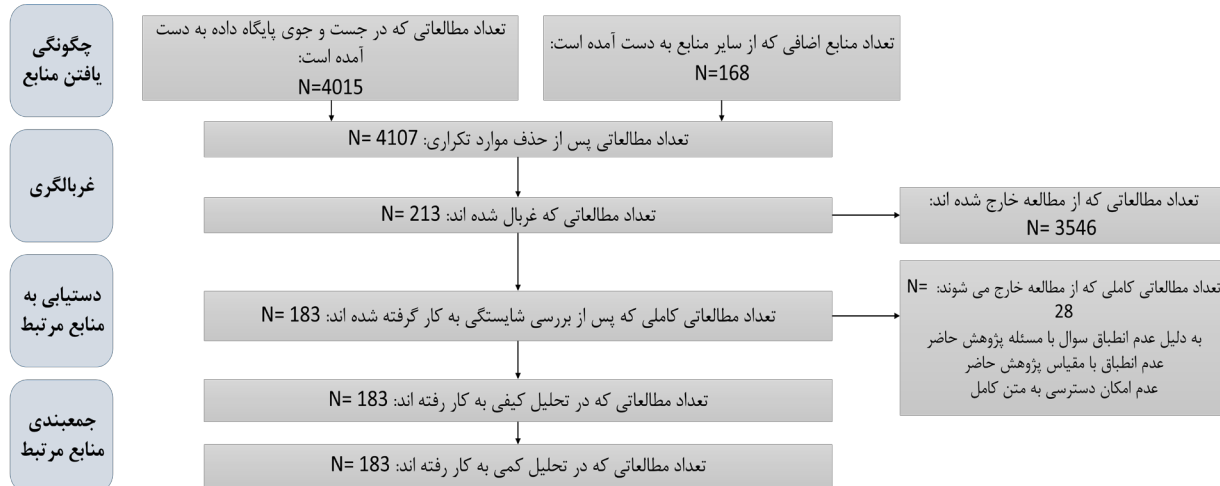 چگونگی
یافتن منابع
تعداد منابع اضافی که از سایر منابع به دست آمده است:
N=168
تعداد مطالعاتی که در جست و جوی پایگاه داده به دست
آمده است:
N=4015
غربالگری
تعداد مطالعاتی پس از حذف موارد تکراری: N= 4107
تعداد مطالعاتی که غربال شده اند: N= 213
تعداد مطالعاتی که از مطالعه خارج شده اند:
N= 3546
دستیابی به
منابع مرتبط
تعداد مطالعاتی کاملی که پس از بررسی شایستگی به کار گرفته شده اند: N= 183
تعداد مطالعاتی کاملی که از مطالعه خارج می شوند: N=
28
به دلیل عدم انطباق سوال با مسئله پژوهش حاضر
عدم انطباق با مقیاس پژوهش حاضر
عدم امکان دسترسی به متن کامل
جمعبندی
منابع مرتبط
تعداد مطالعاتی که در تحلیل کیفی به کار رفته اند: N= 183
تعداد مطالعاتی که در تحلیل کمی به کار رفته اند: N= 183